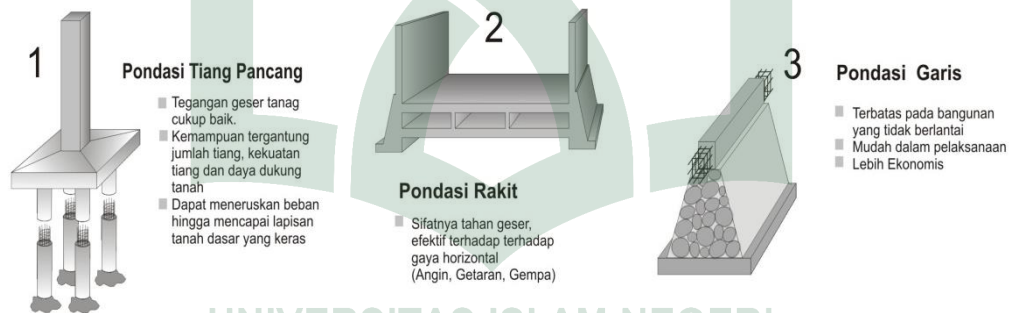 1
Pondasi Tiang Pancang
Tegangan geser tanag
cukup baik.
Kemampuan tergantung
jumlah tiang, kekuatan
tiang dan daya dukung
tanah
Dapat meneruskan beban
hingga mencapai lapisan
tanah dasar yang keras
2
Pondasi Rakit
Sifatnya tahan geser,
efektif terhadap terhadap
gaya horizontal
(Angin, Getaran, Gempa)
3
Pondasi Garis
Terbatas pada bangunan
yang tidak berlantai
Mudah dalam pelaksanaan
Lebih Ekonomis
UNIVERSITAS ISLAM NEGERI